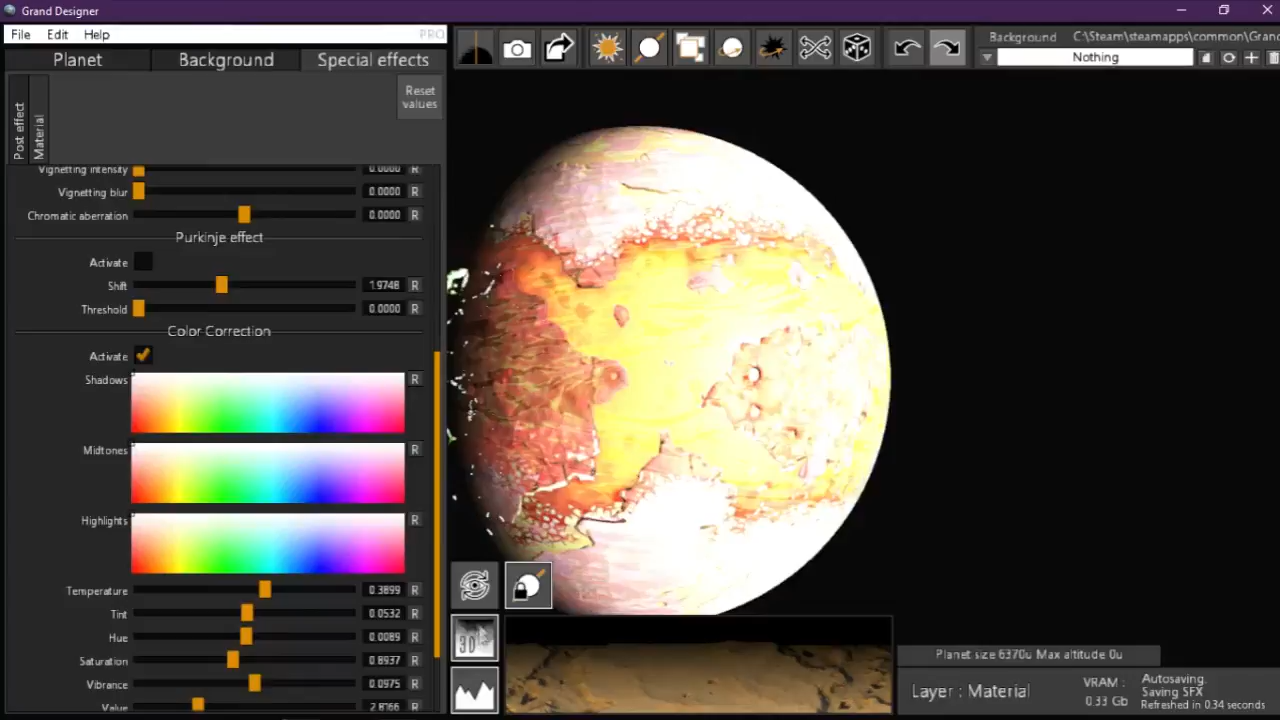 Grand Designer
File Edit Help PRO
Background C:\Steam\steamapps\common\Grand
Planet Background Special effects
Nothing
Post effect
Material
Reset
values
Vignetting intensity 0.0000 R
Vignetting blur 0.0000 R
Chromatic aberration 0.0000 R
Purkinje effect
Activate
Shift 1.9748 R
Threshold 0.0000 R
Color Correction
Activate
Shadows R
Midtones R
Highlights R
Temperature 0.3899 R
Tint 0.0532 R
Hue 0.0089 R
Saturation 0.8937 R
Vibrance 0.0975 R
Value 2.8766 R
3D
Planet size 6370u Max altitude 0u
Layer : Material
VRAM :
0.33 Gb
Autosaving.
Saving SFX
Refreshed in 0.34 seconds